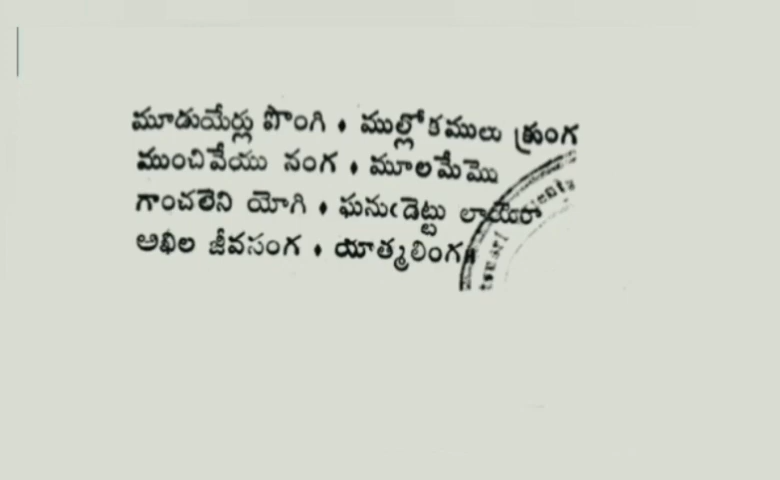 మూడుయేర్లు పొంగి ♦ ముల్లోకములు క్రుంగ
ముంచివేయు నంగ ♦ మూలమేమొ
గాంచలేని యోగి ♦ ఘనుఁడెట్టు లాయెరా
అఖిల జీవసంగ ♦ యాత్మలింగ